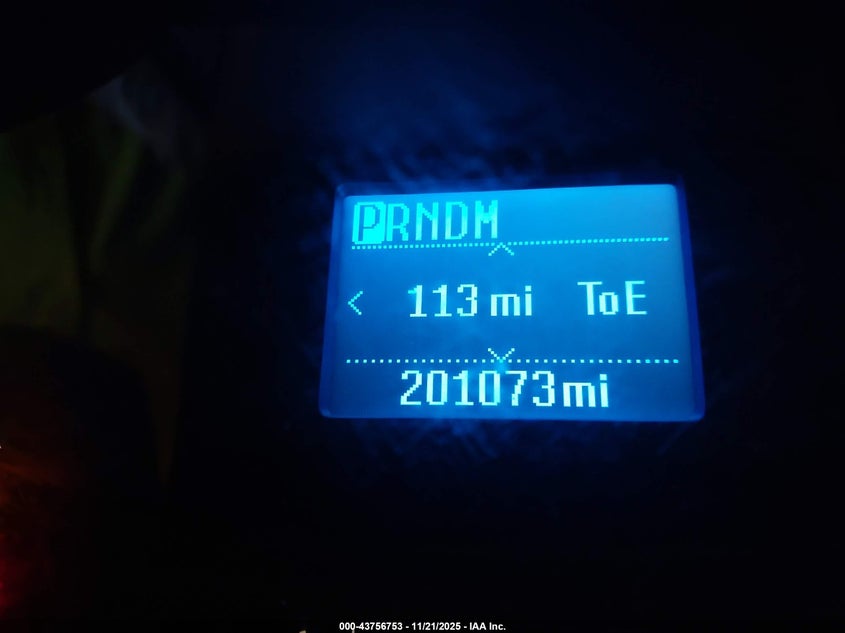 PRNDM
< 113 mi ToE
201073mi
000-43756753 - 11/21/2025 - IAA Inc.